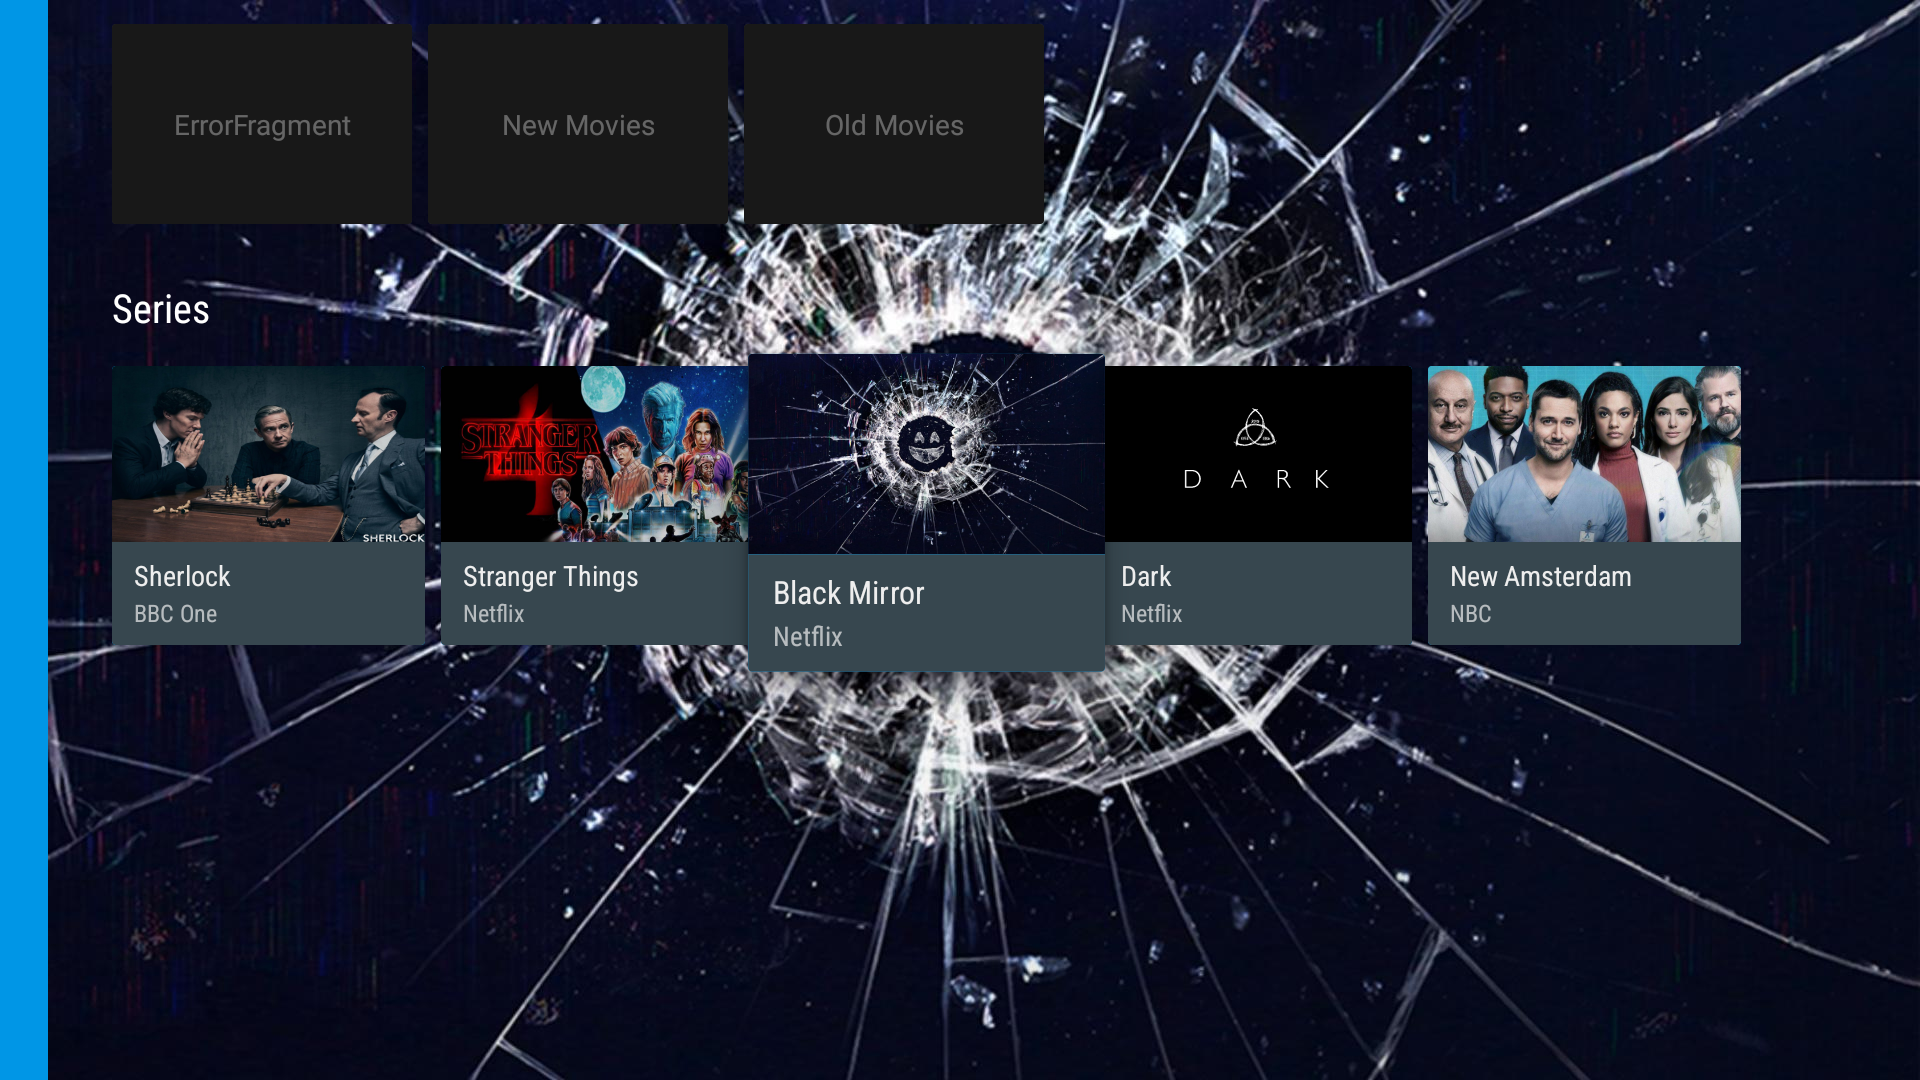 ErrorFragment
New Movies
Old Movies
Series
SHERLOCK
STRANGER
THINGS
4
DARK
Sherlock
BBC One
Stranger Things
Netflix
Black Mirror
Netflix
Dark
Netflix
New Amsterdam
NBC